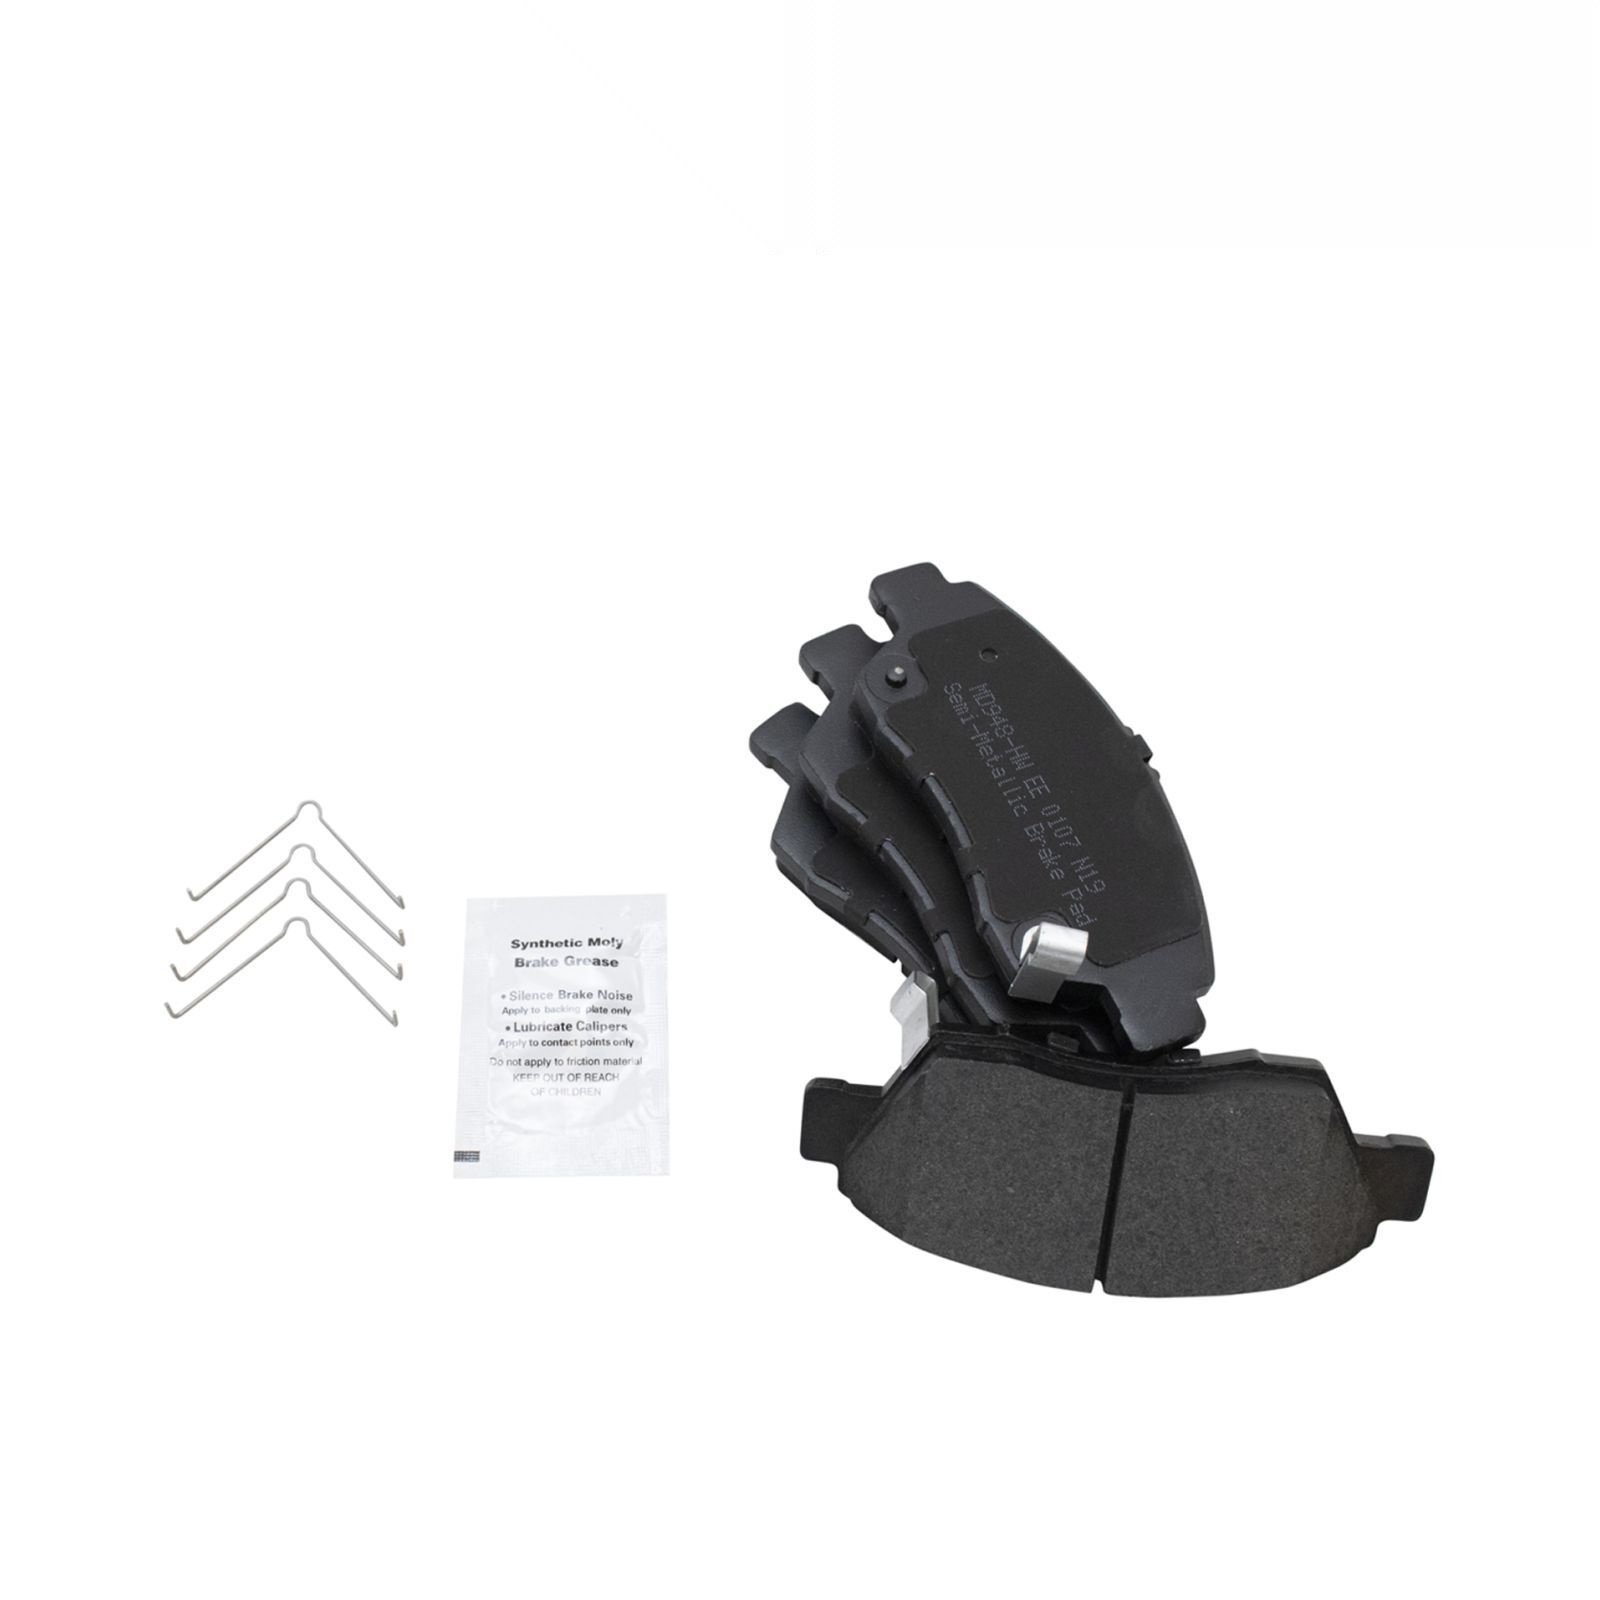 MD948-HW EE 0107 N19
Semi-Metallic Brake Pad
Synthetic Moly
Brake Grease
• Silence Brake Noise
Apply to backing plate only
• Lubricate Calipers
Apply to contact points only
Do not apply to friction material
KEEP OUT OF REACH
OF CHILDREN